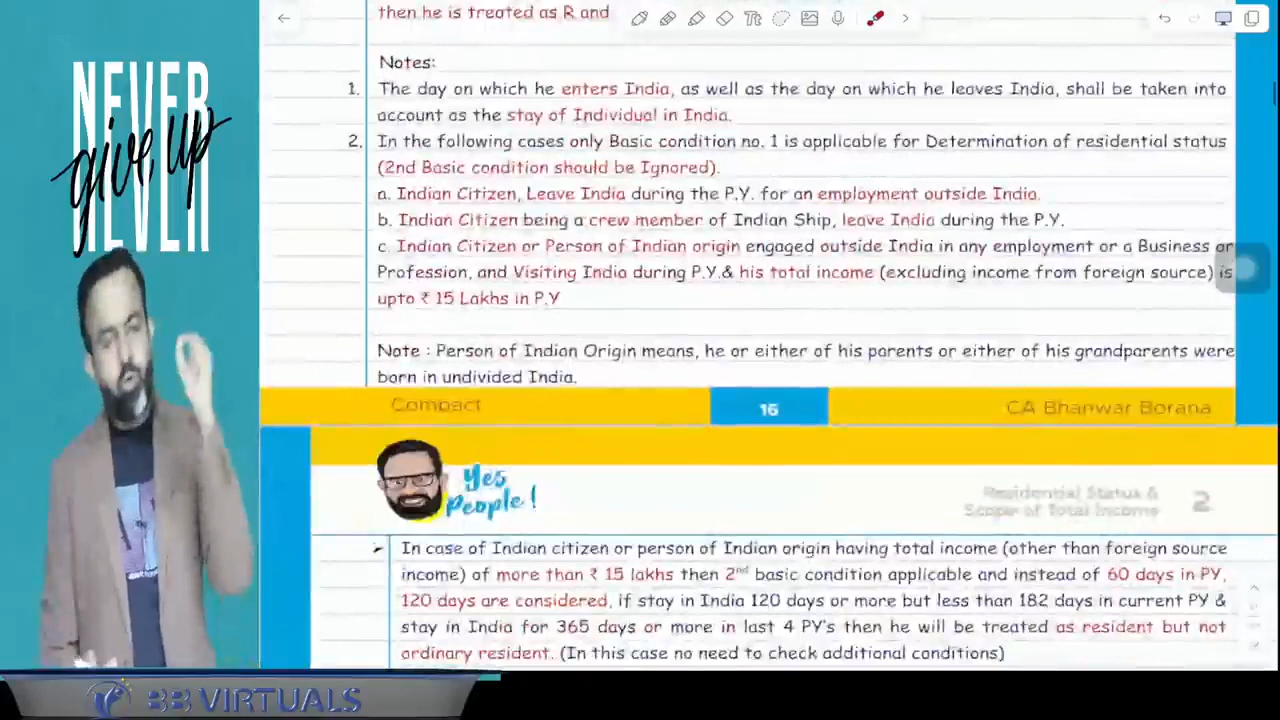 NEVER
give up
NEVER
then he is treated as R and
Notes:
1. The day on which he enters India, as well as the day on which he leaves India, shall be taken into
account as the stay of Individual in India.
2. In the following cases only Basic condition no. 1 is applicable for Determination of residential status
(2nd Basic condition should be Ignored).
a. Indian Citizen, Leave India during the P.Y. for an employment outside India.
b. Indian Citizen being a crew member of Indian Ship, leave India during the P.Y.
c. Indian Citizen or Person of Indian origin engaged outside India in any employment or a Business or
Profession, and Visiting India during P.Y.& his total income (excluding income from foreign source) is
upto ₹ 15 Lakhs in P.Y
Note : Person of Indian Origin means, he or either of his parents or either of his grandparents were
born in undivided India.
Compact 16 CA Bhanwar Borana
Yes
People!
Residential Status &
Scope of Total Income 2
➤ In case of Indian citizen or person of Indian origin having total income (other than foreign source
income) of more than ₹ 15 lakhs then 2nd basic condition applicable and instead of 60 days in PY,
120 days are considered, if stay in India 120 days or more but less than 182 days in current PY &
stay in India for 365 days or more in last 4 PY's then he will be treated as resident but not
ordinary resident. (In this case no need to check additional conditions)
BB VIRTUALS